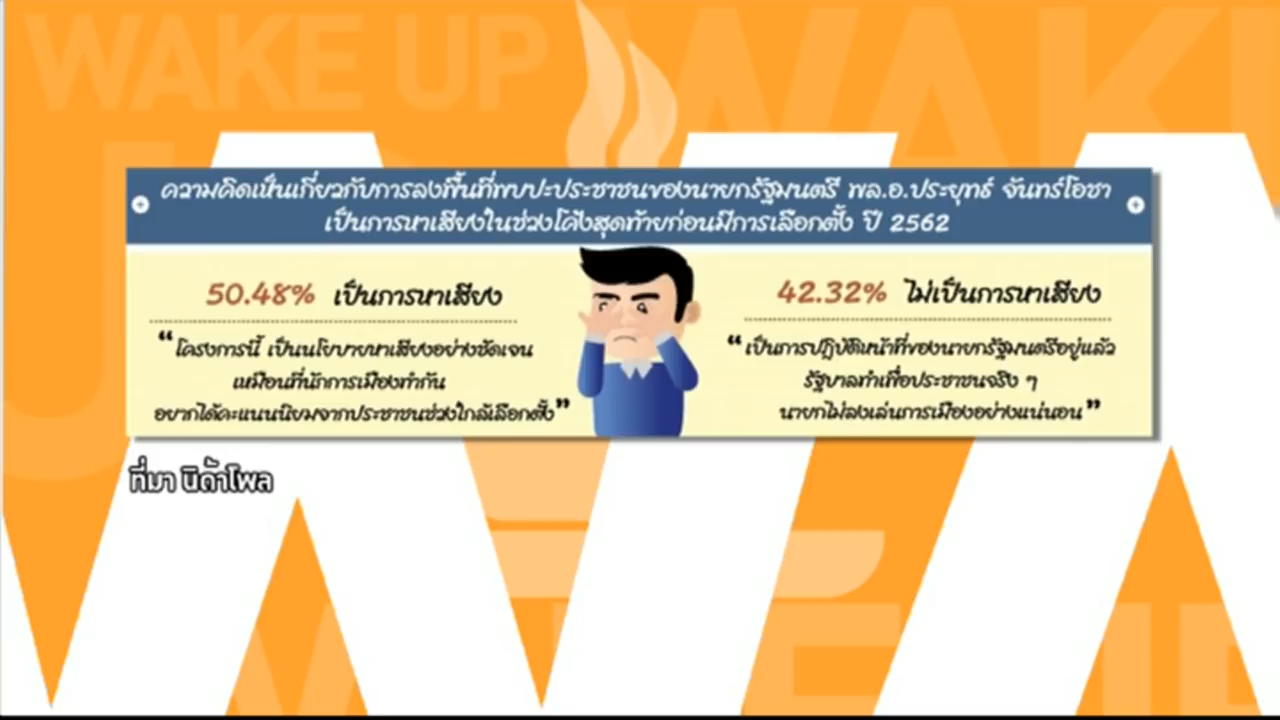 WAKE UP
ความคิดเห็นเกี่ยวกับการลงพื้นที่พบปะประชาชนของนายกรัฐมนตรี พล.อ.ประยุทธ์ จันทร์โอชา
เป็นการหาเสียงในช่วงโค้งสุดท้ายก่อนมีการเลือกตั้ง ปี 2562
50.48% เป็นการหาเสียง
“โครงการนี้ เป็นนโยบายหาเสียงอย่างชัดเจน
เหมือนที่นักการเมืองทำกัน
อยากได้คะแนนนิยมจากประชาชนช่วงใกล้เลือกตั้ง”
42.32% ไม่เป็นการหาเสียง
“เป็นการปฏิบัติหน้าที่ของนายกรัฐมนตรีอยู่แล้ว
รัฐบาลทำเพื่อประชาชนจริง ๆ
นายกไม่ลงเล่นการเมืองอย่างแน่นอน”
ที่มา นิด้าโพล